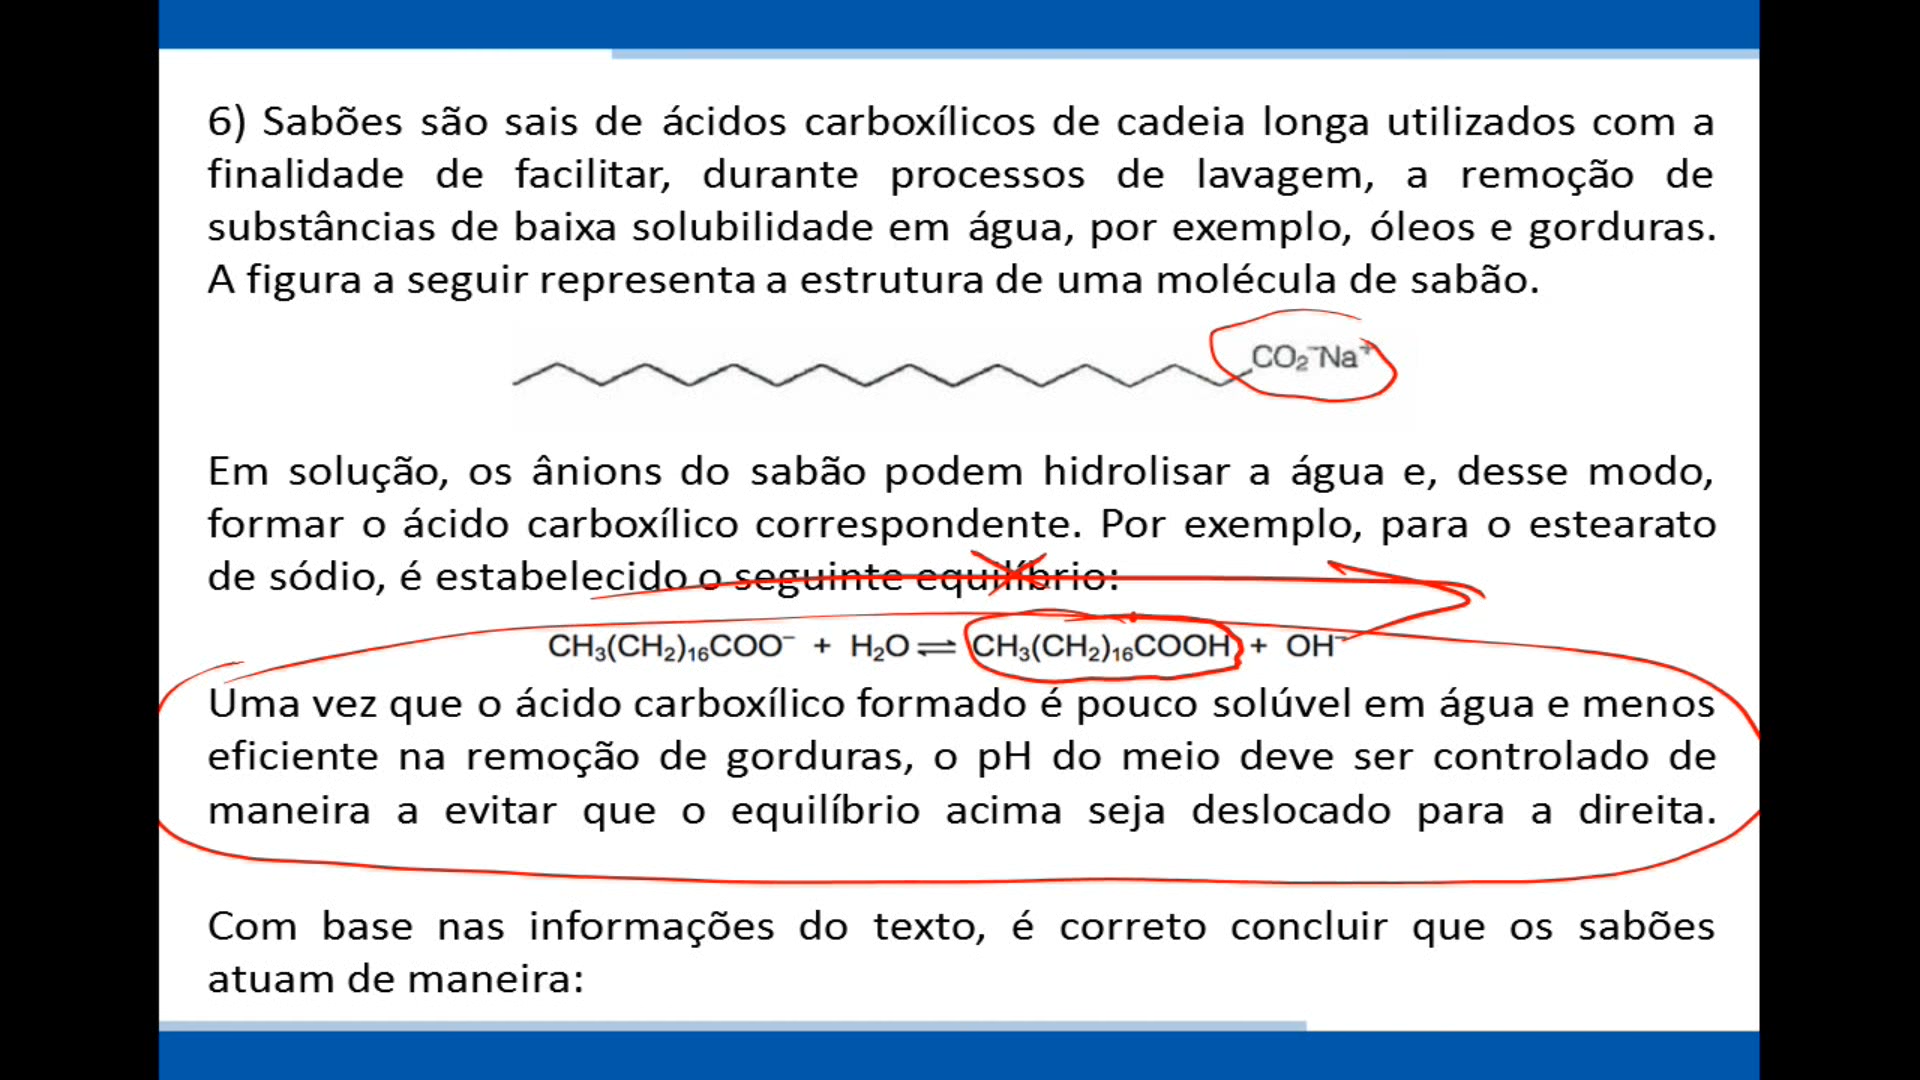 6) Sabões são sais de ácidos carboxílicos de cadeia longa utilizados com a
finalidade de facilitar, durante processos de lavagem, a remoção de
substâncias de baixa solubilidade em água, por exemplo, óleos e gorduras.
A figura a seguir representa a estrutura de uma molécula de sabão.
CO₂⁻Na⁺
Em solução, os ânions do sabão podem hidrolisar a água e, desse modo,
formar o ácido carboxílico correspondente. Por exemplo, para o estearato
de sódio, é estabelecido o seguinte equilíbrio:
CH₃(CH₂)₁₆COO⁻ + H₂O ⇌ CH₃(CH₂)₁₆COOH + OH⁻
Uma vez que o ácido carboxílico formado é pouco solúvel em água e menos
eficiente na remoção de gorduras, o pH do meio deve ser controlado de
maneira a evitar que o equilíbrio acima seja deslocado para a direita.
Com base nas informações do texto, é correto concluir que os sabões
atuam de maneira: